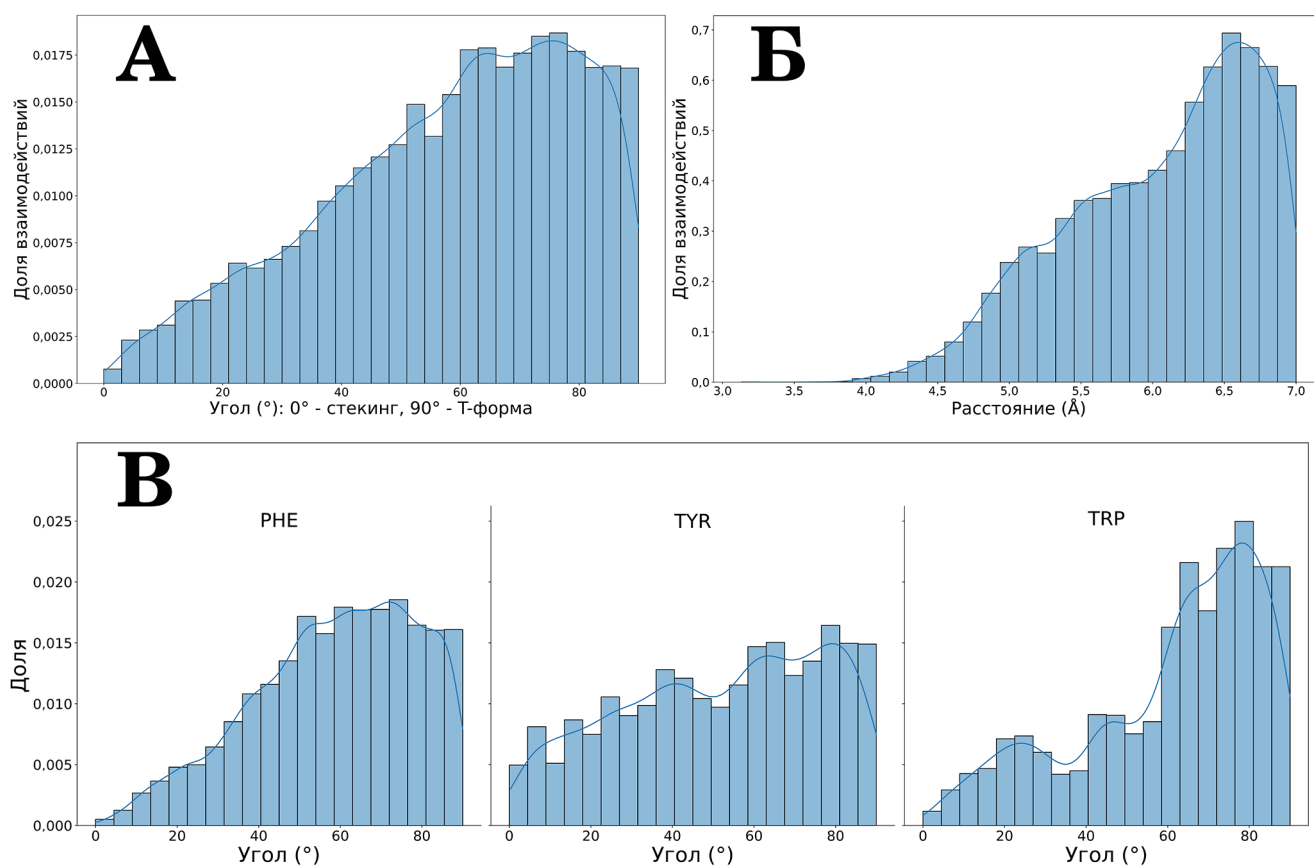 А
Доля взаимодействий
0,0175
0,0150
0,0125
0,0100
0,0075
0,0050
0,0025
0,0000
0 20 40 60 80
Угол (°): 0° - стекинг, 90° - Т-форма
Б
Доля взаимодействий
0,7
0,6
0,5
0,4
0,3
0,2
0,1
0,0
3,0 3,5 4,0 4,5 5,0 5,5 6,0 6,5 7,0
Расстояние (Å)
В
Доля
0,025
0,020
0,015
0,010
0,005
0,000
PHE TYR TRP
0 20 40 60 80 0 20 40 60 80 0 20 40 60 80
Угол (°) Угол (°) Угол (°)